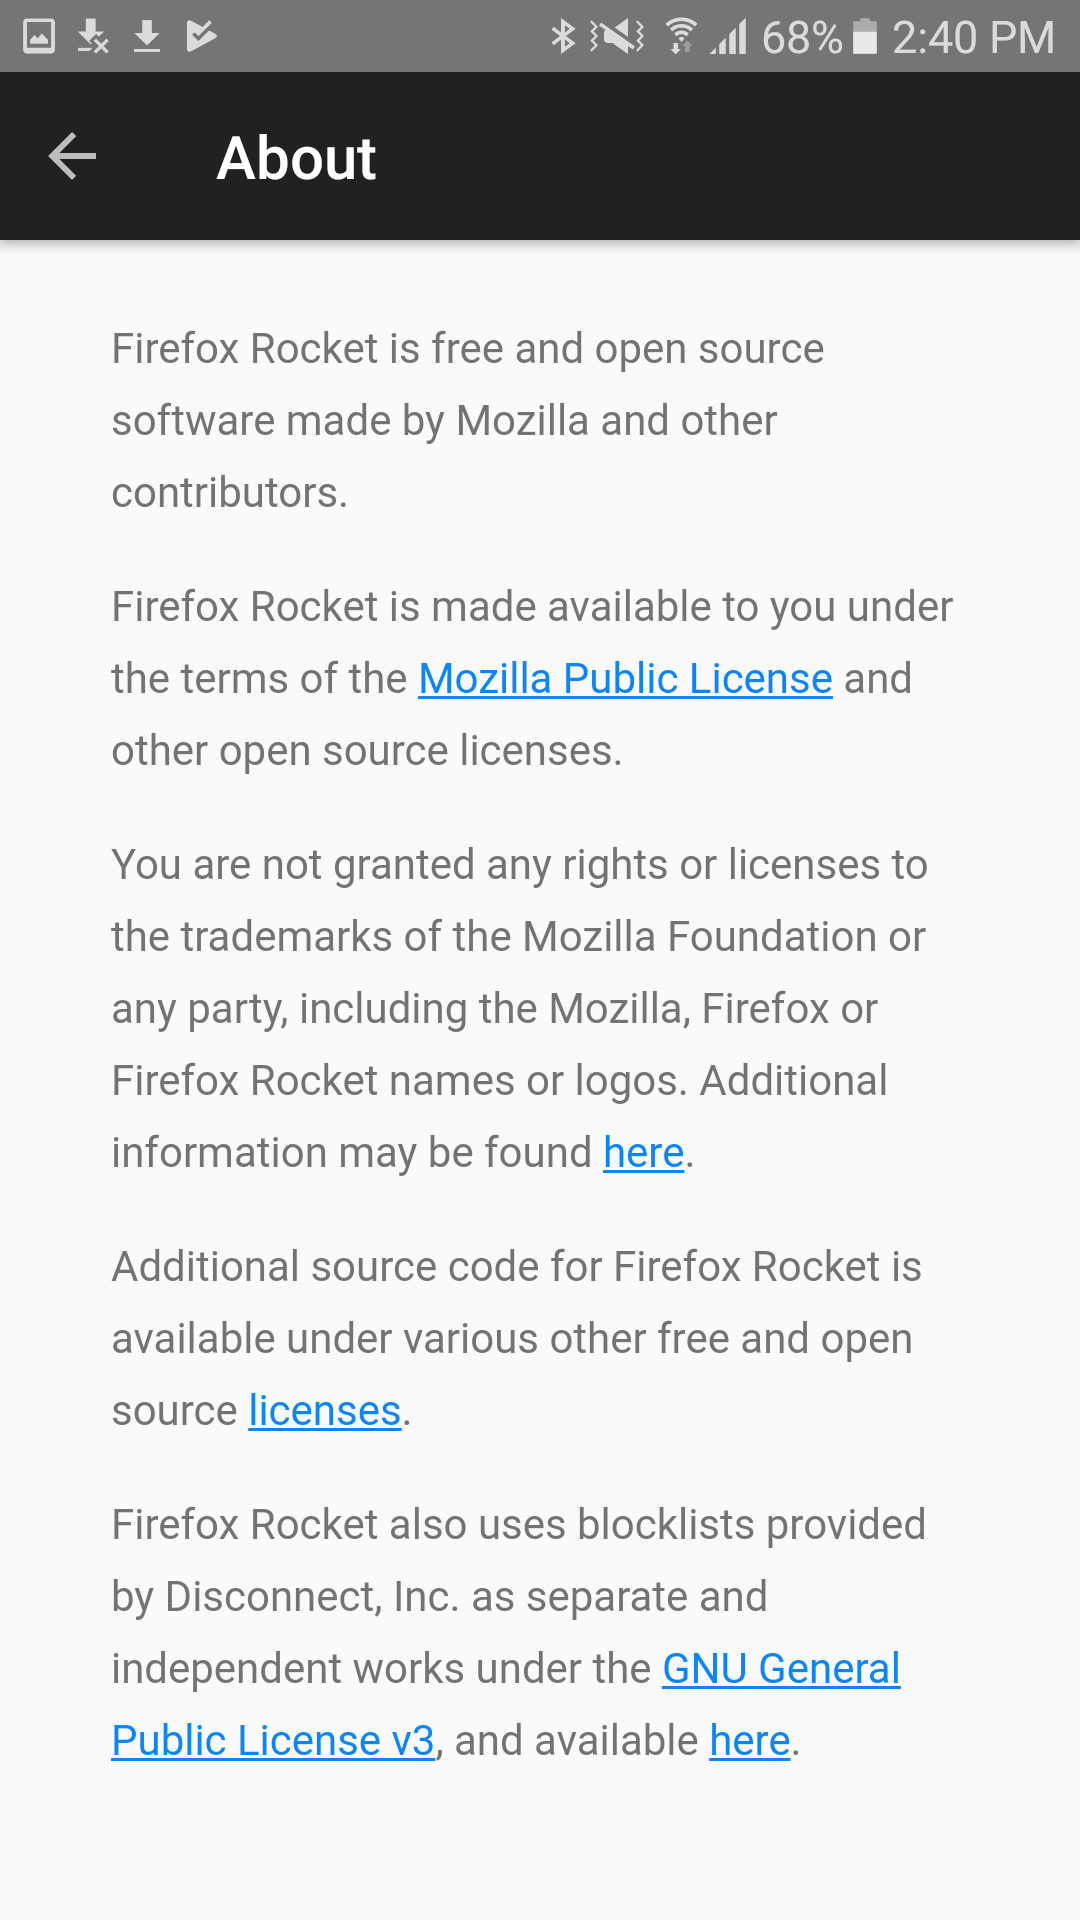 68% 2:40 PM
About
Firefox Rocket is free and open source
software made by Mozilla and other
contributors.
Firefox Rocket is made available to you under
the terms of the Mozilla Public License and
other open source licenses.
You are not granted any rights or licenses to
the trademarks of the Mozilla Foundation or
any party, including the Mozilla, Firefox or
Firefox Rocket names or logos. Additional
information may be found here.
Additional source code for Firefox Rocket is
available under various other free and open
source licenses.
Firefox Rocket also uses blocklists provided
by Disconnect, Inc. as separate and
independent works under the GNU General
Public License v3, and available here.